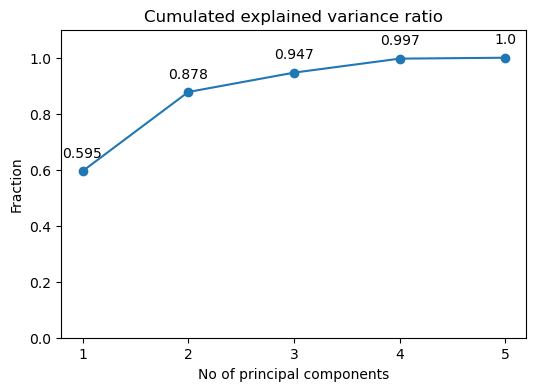 Cumulated explained variance ratio
1.0
0.997
0.947
0.878
0.595
1.0
0.8
0.6
0.4
0.2
0.0
Fraction
1 2 3 4 5
No of principal components